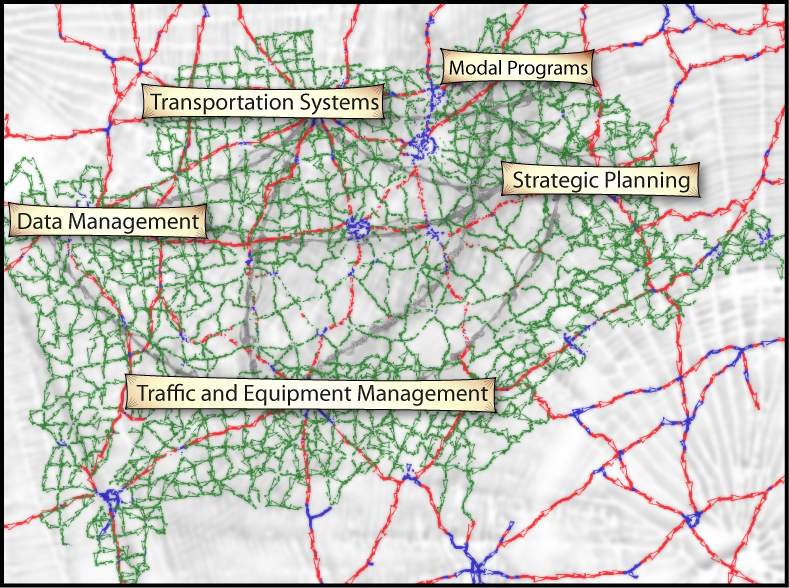 Modal Programs
Transportation Systems
Strategic Planning
Data Management
Traffic and Equipment Management